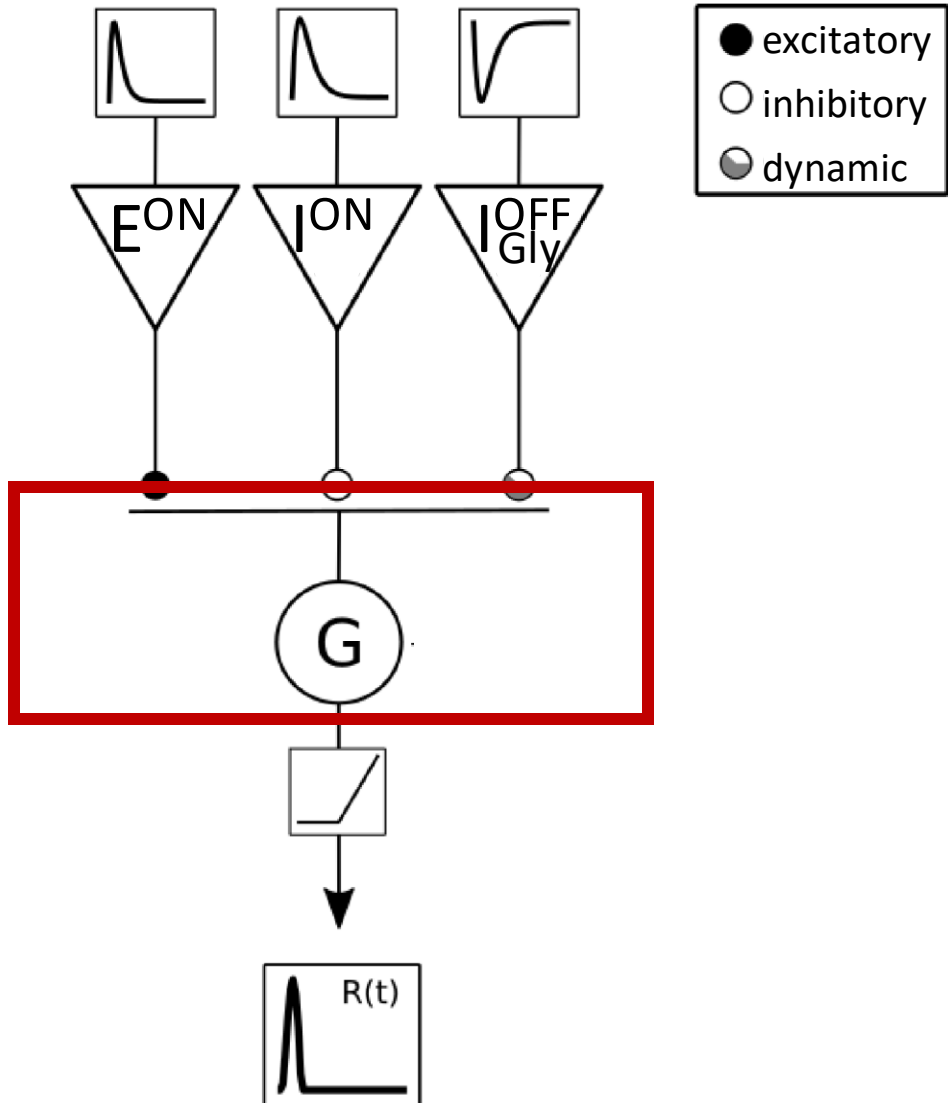 excitatory
inhibitory
dynamic
E^ON
I^ON
I^OFF_Gly
G
R(t)